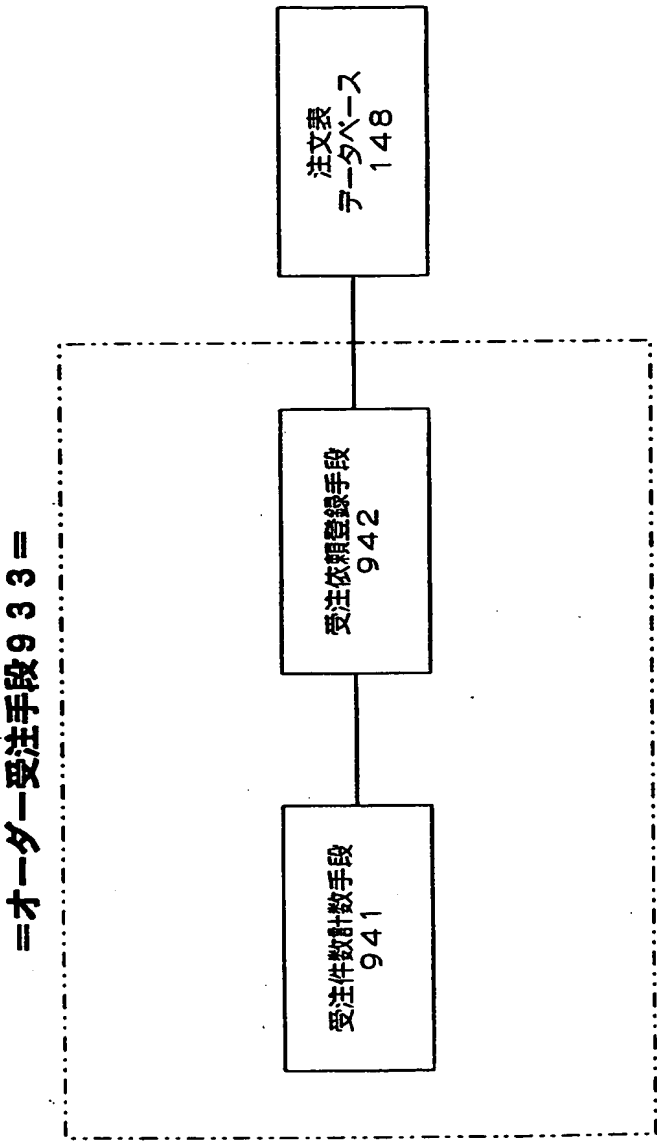 =オーダー受注手段933=
受注件数計数手段
941
受注依頼登録手段
942
注文表
データベース
148